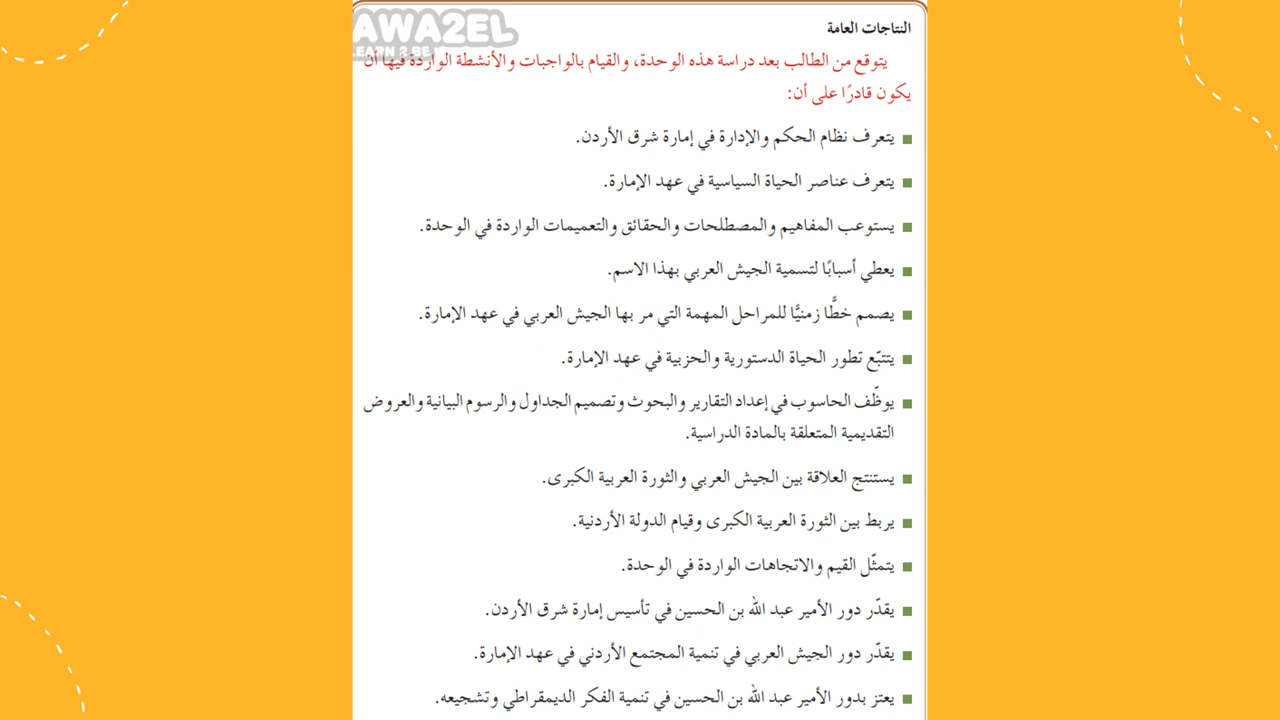 AWA2EL
LEARN 2 BE
النتاجات العامة
يتوقع من الطالب بعد دراسة هذه الوحدة، والقيام بالواجبات والأنشطة الواردة فيها أن
يكون قادرًا على أن:
يتعرف نظام الحكم والإدارة في إمارة شرق الأردن.
يتعرف عناصر الحياة السياسية في عهد الإمارة.
يستوعب المفاهيم والمصطلحات والحقائق والتعميمات الواردة في الوحدة.
يعطي أسبابًا لتسمية الجيش العربي بهذا الاسم.
يصمم خطًّا زمنيًّا للمراحل المهمة التي مر بها الجيش العربي في عهد الإمارة.
يتتبّع تطور الحياة الدستورية والحزبية في عهد الإمارة.
يوظّف الحاسوب في إعداد التقارير والبحوث وتصميم الجداول والرسوم البيانية والعروض
التقديمية المتعلقة بالمادة الدراسية.
يستنتج العلاقة بين الجيش العربي والثورة العربية الكبرى.
يربط بين الثورة العربية الكبرى وقيام الدولة الأردنية.
يتمثّل القيم والاتجاهات الواردة في الوحدة.
يقدّر دور الأمير عبد الله بن الحسين في تأسيس إمارة شرق الأردن.
يقدّر دور الجيش العربي في تنمية المجتمع الأردني في عهد الإمارة.
يعتز بدور الأمير عبد الله بن الحسين في تنمية الفكر الديمقراطي وتشجيعه.